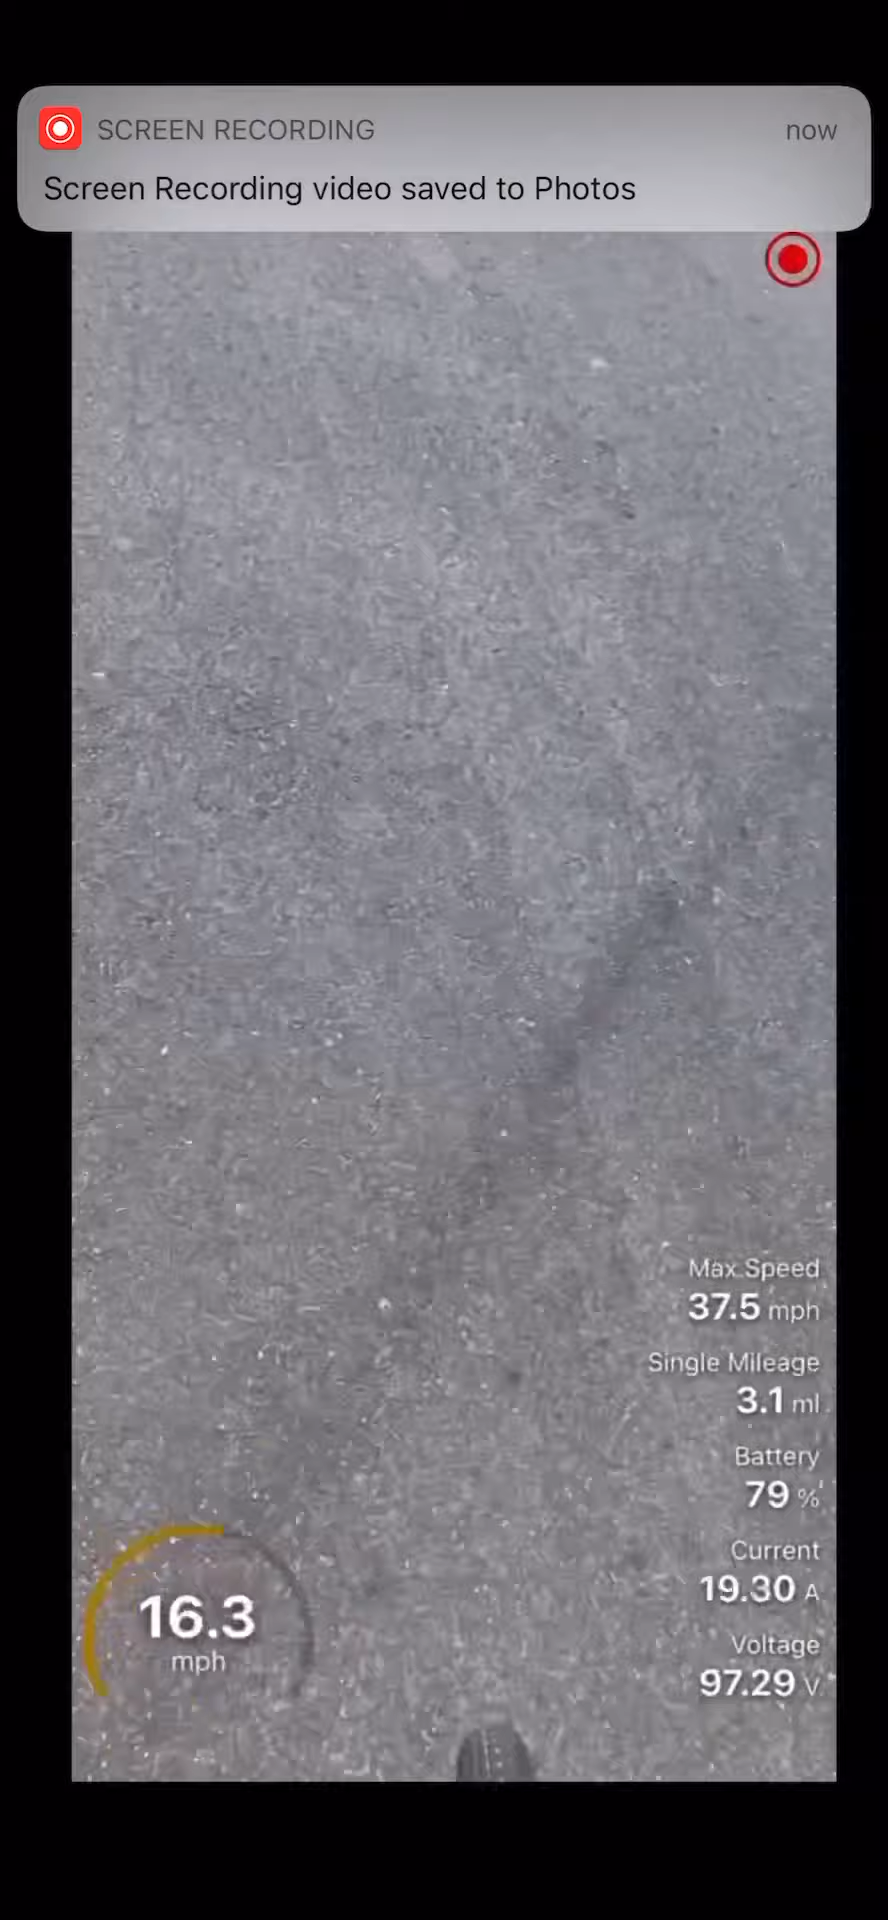 SCREEN RECORDING
now
Screen Recording video saved to Photos
Max Speed
37.5 mph
Single Mileage
3.1 ml
Battery
79 %
Current
19.30 A
Voltage
97.29 V
16.3
mph